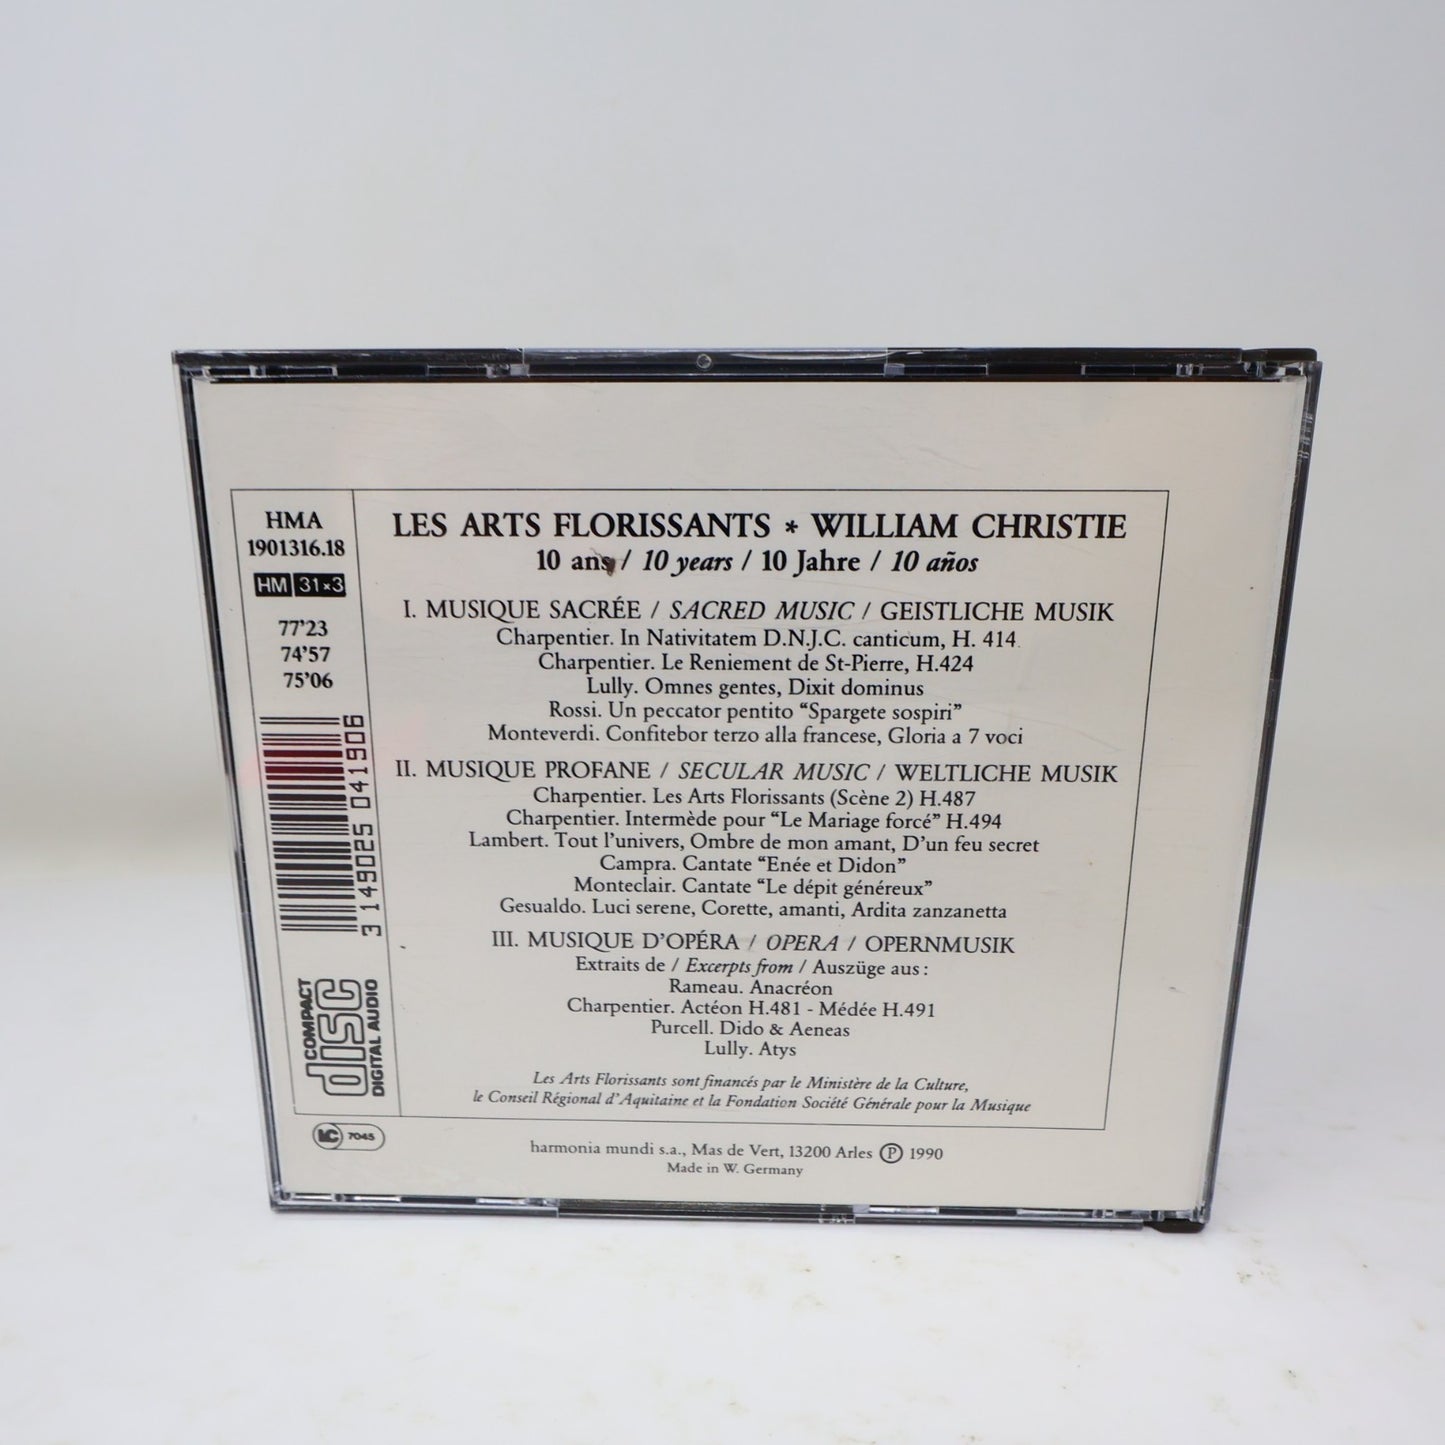 HMA
1901316.18
HM 31×3
77'23
74'57
75'06
3 149025 041906
COMPACT
disc
DIGITAL AUDIO
LES ARTS FLORISSANTS * WILLIAM CHRISTIE
10 ans / 10 years / 10 Jahre / 10 años
I. MUSIQUE SACRÉE / SACRED MUSIC / GEISTLICHE MUSIK
Charpentier. In Nativitatem D.N.J.C. canticum, H. 414
Charpentier. Le Reniement de St-Pierre, H.424
Lully. Omnes gentes, Dixit dominus
Rossi. Un peccator pentito “Spargete sospiri”
Monteverdi. Confitebor terzo alla francese, Gloria a 7 voci
II. MUSIQUE PROFANE / SECULAR MUSIC / WELTLICHE MUSIK
Charpentier. Les Arts Florissants (Scène 2) H.487
Charpentier. Intermède pour “Le Mariage forcé” H.494
Lambert. Tout l'univers, Ombre de mon amant, D'un feu secret
Campra. Cantate “Enée et Didon”
Monteclair. Cantate “Le dépit généreux”
Gesualdo. Luci serene, Corette, amanti, Ardita zanzanetta
III. MUSIQUE D'OPÉRA / OPERA / OPERNMUSIK
Extraits de / Excerpts from / Auszüge aus :
Rameau. Anacréon
Charpentier. Actéon H.481 - Médée H.491
Purcell. Dido & Aeneas
Lully. Atys
Les Arts Florissants sont financés par le Ministère de la Culture,
le Conseil Régional d'Aquitaine et la Fondation Société Générale pour la Musique
LC 7045
harmonia mundi s.a., Mas de Vert, 13200 Arles Ⓟ 1990
Made in W. Germany